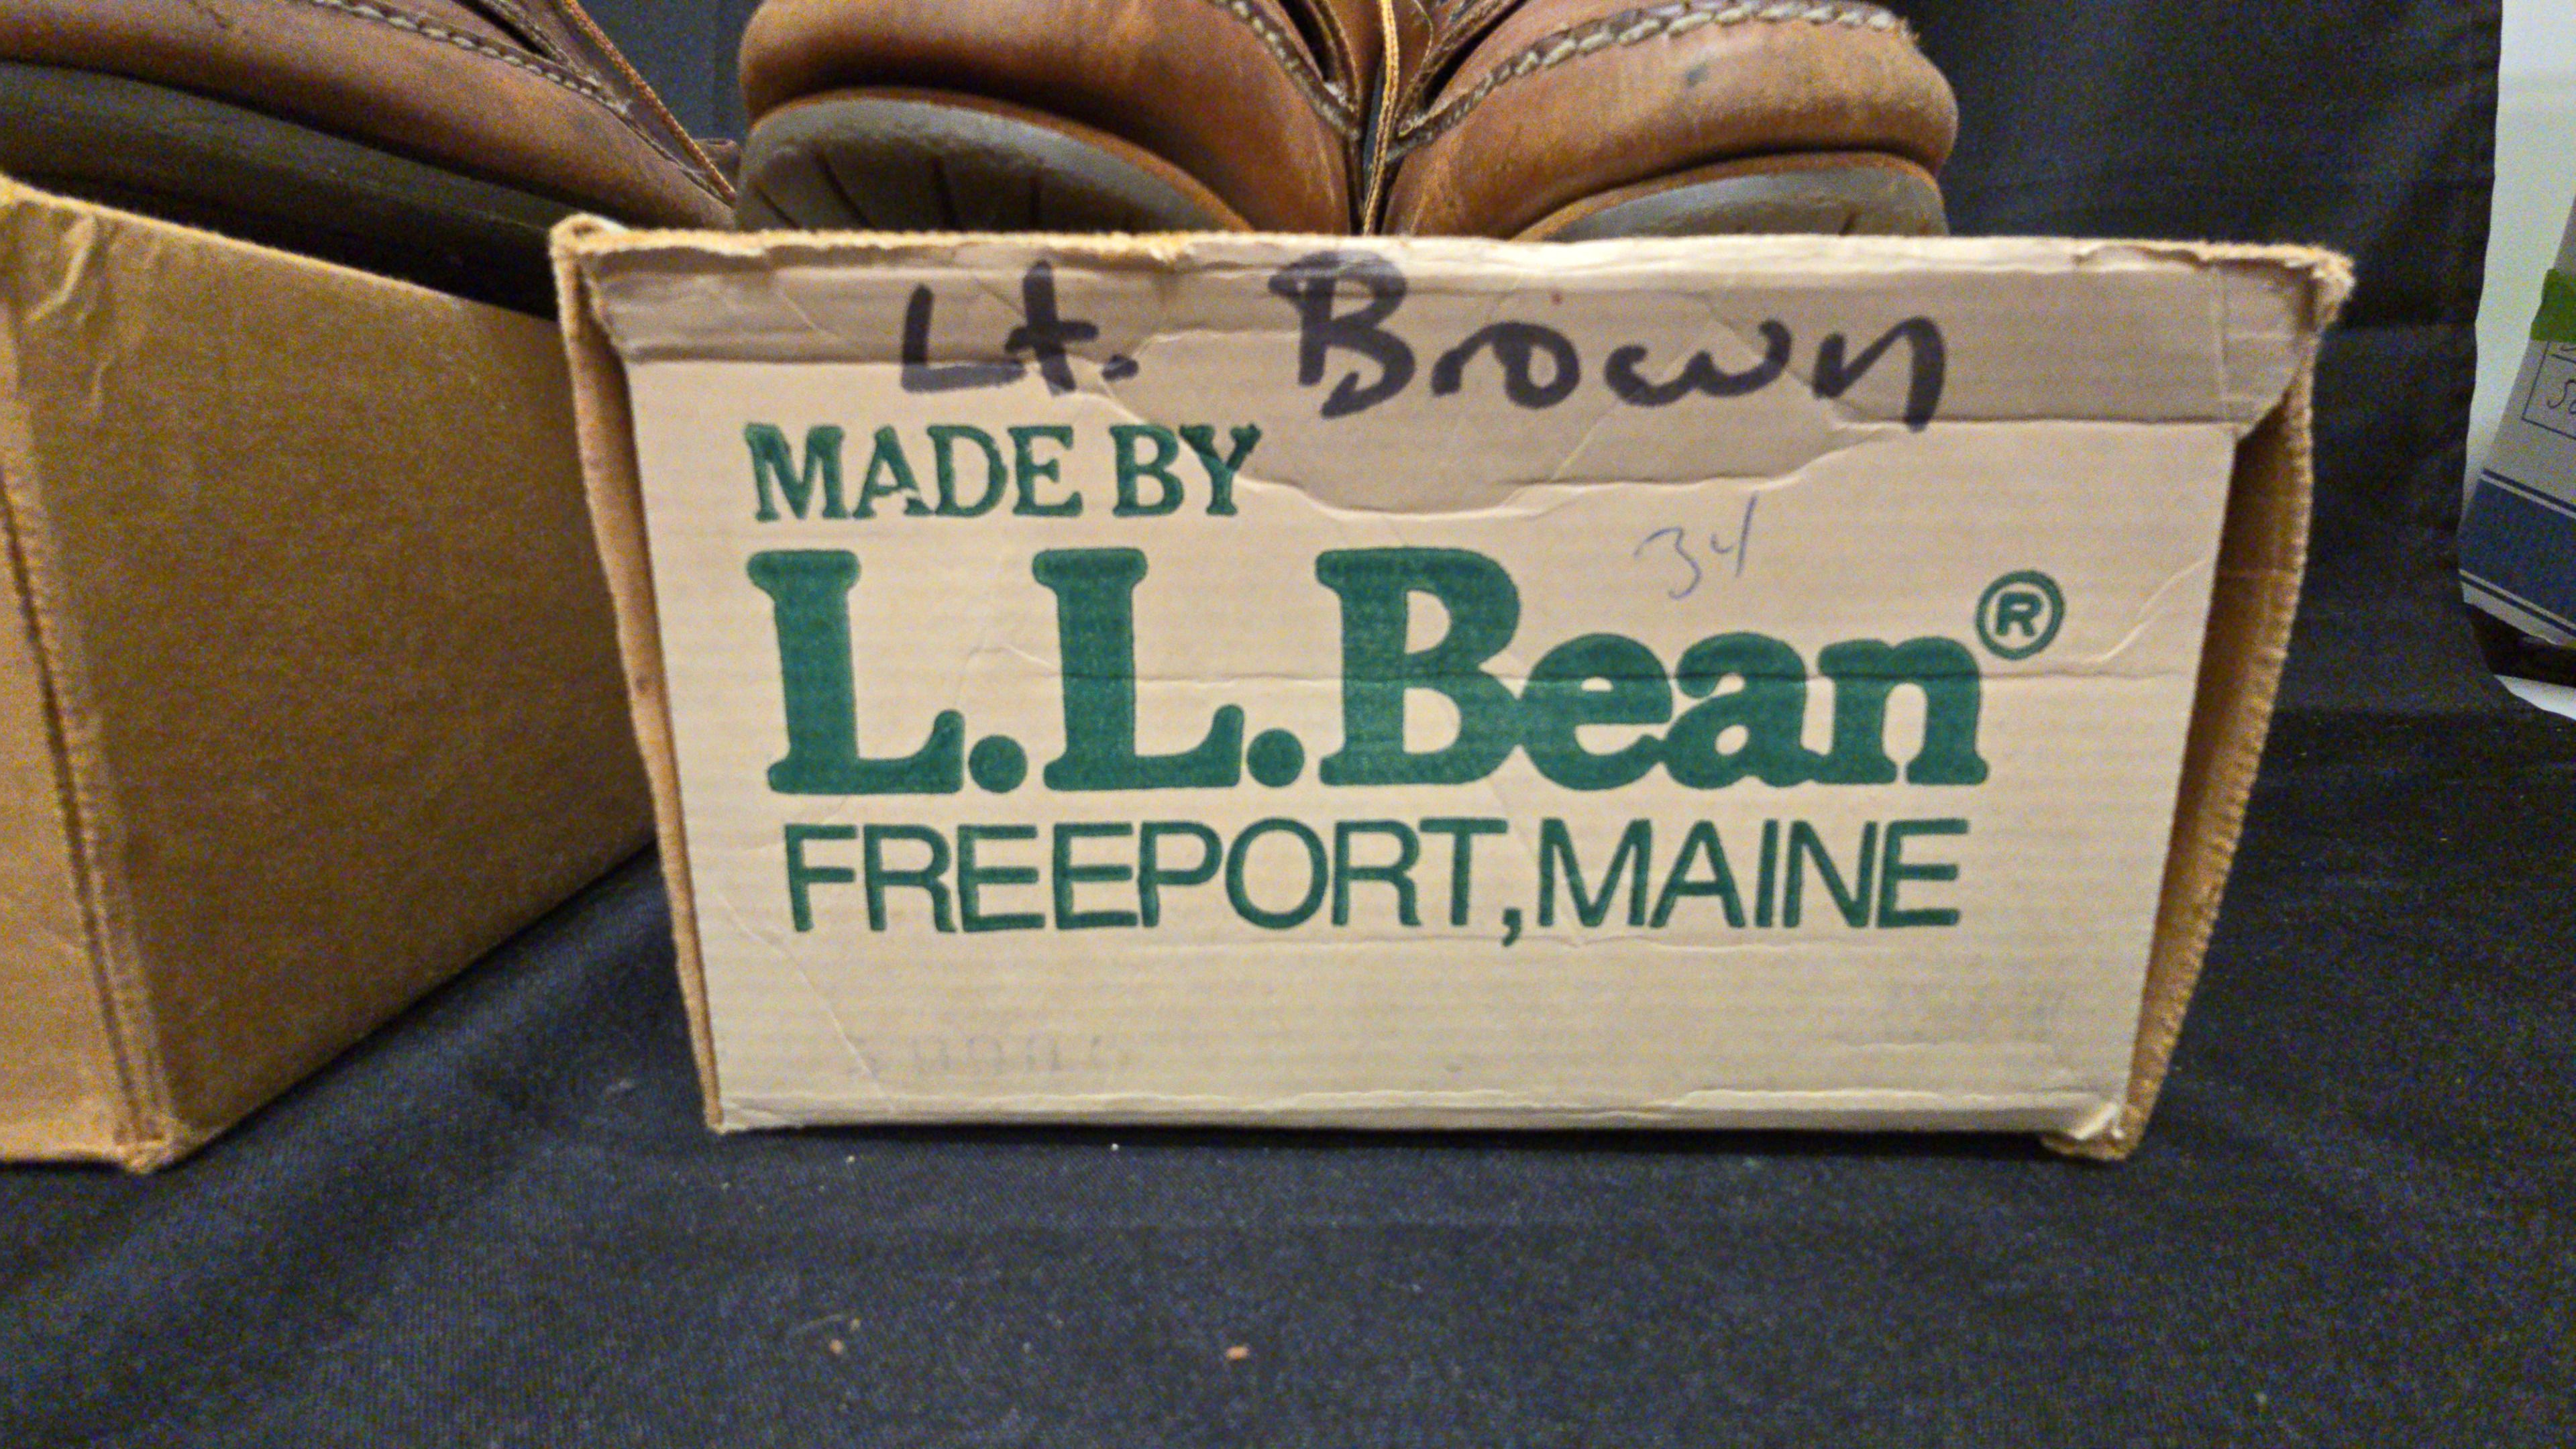 Lt. Brown
MADE BY
34
L.L.Bean®
FREEPORT, MAINE